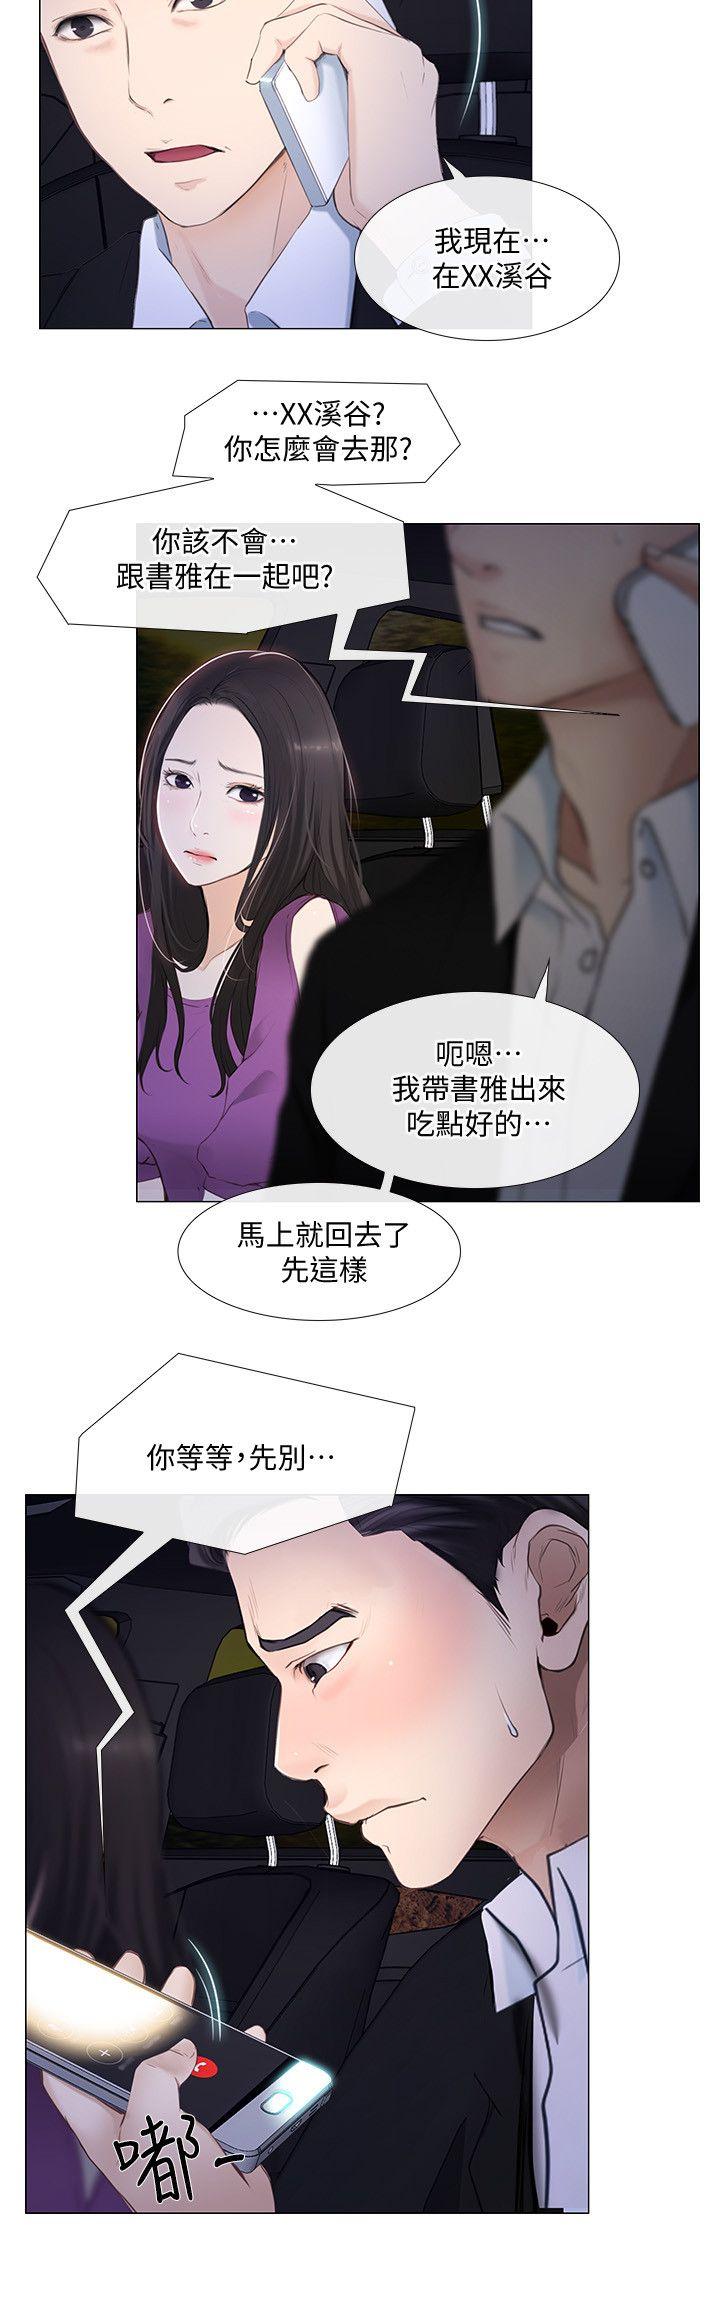 我現在⋯
在XX溪谷
⋯XX溪谷?
你怎麼會去那?
你該不會⋯
跟書雅在一起吧?
呃嗯⋯
我帶書雅出來
吃點好的⋯
馬上就回去了
先這樣
你等等,先別⋯
嘟-